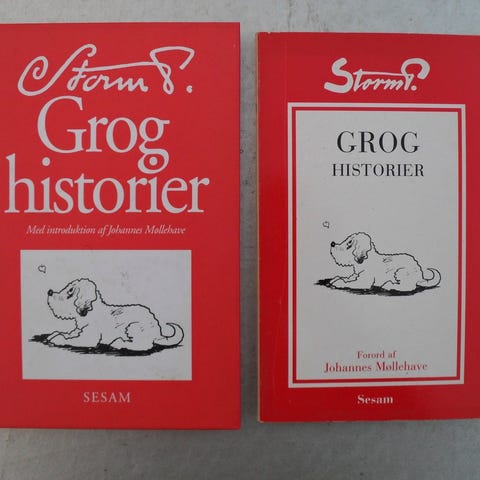 Storm P.
Grog
historier
Med introduktion af Johannes Møllehave
SESAM
Storm P.
GROG
HISTORIER
Forord af
Johannes Møllehave
Sesam